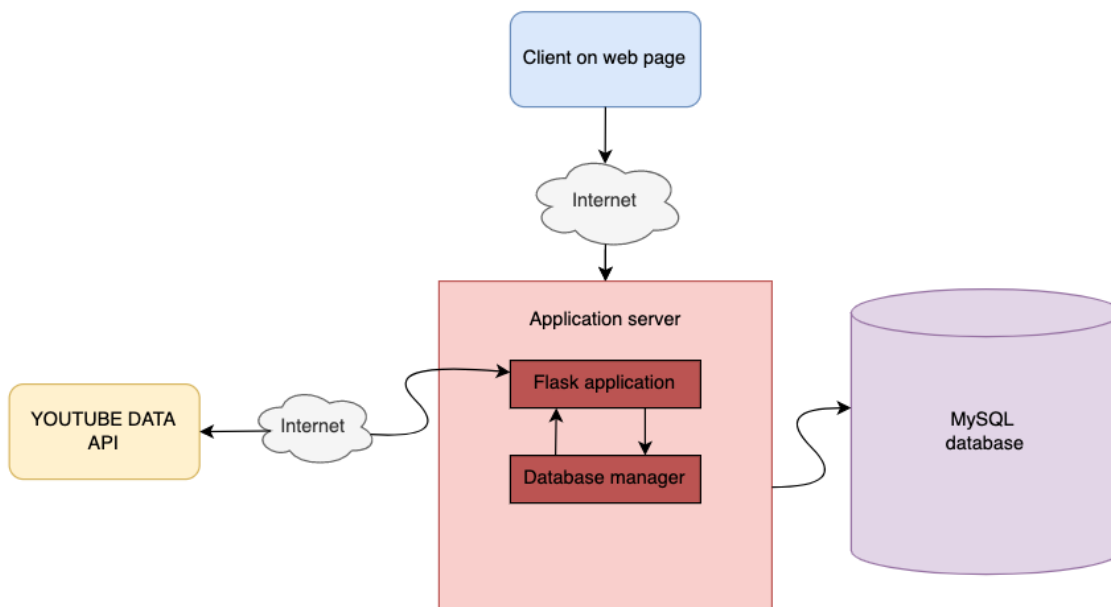 Client on web page
Internet
Application server
Flask application
YOUTUBE DATA
API
Internet
Database manager
MySQL
database